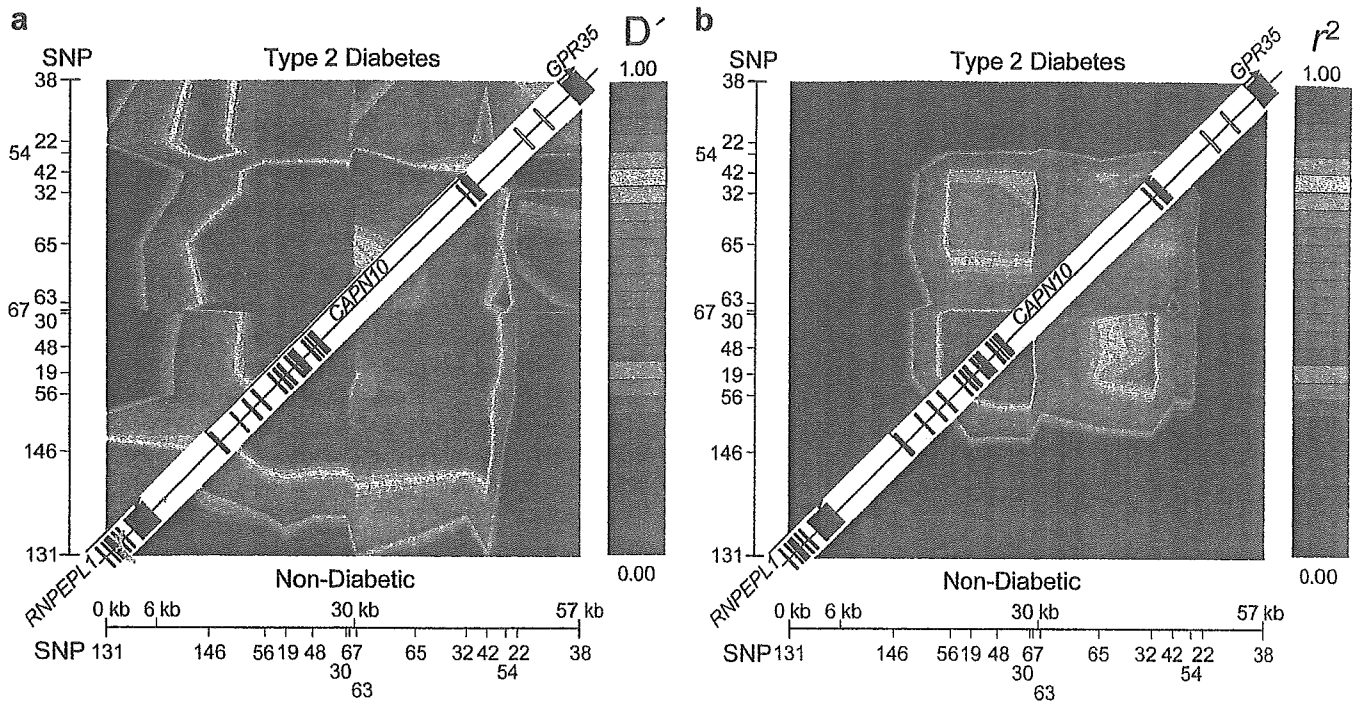 a
D′
SNP
Type 2 Diabetes
GPR35
1.00
38
22
54
42
32
65
63
67
30
48
19
56
146
131
CAPN10
RNPEPL1
Non-Diabetic
0.00
0 kb 6 kb 30 kb 57 kb
SNP 131 146 56 19 48 67 65 32 42 22 38
30 54
63
b
r²
SNP
Type 2 Diabetes
GPR35
1.00
38
22
54
42
32
65
63
67
30
48
19
56
146
131
CAPN10
RNPEPL1
Non-Diabetic
0.00
0 kb 6 kb 30 kb 57 kb
SNP 131 146 56 19 48 67 65 32 42 22 38
30 54
63